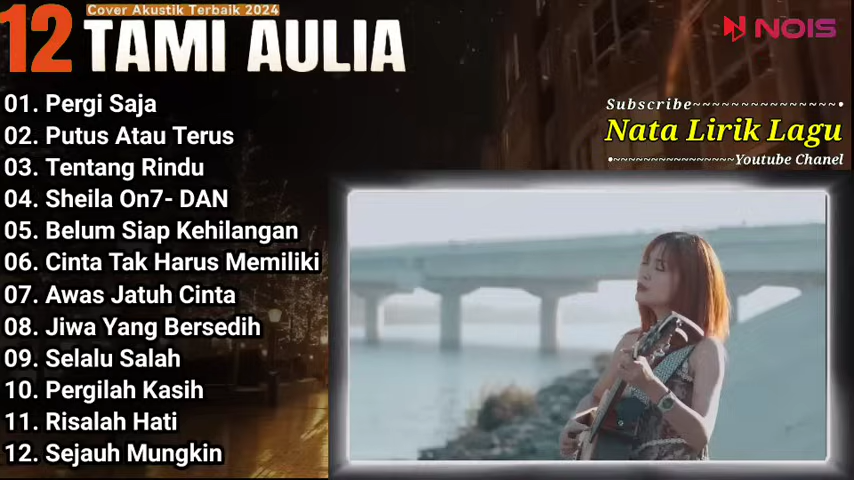 Cover Akustik Terbaik 2024
12 TAMI AULIA
NOIS
01. Pergi Saja
02. Putus Atau Terus
03. Tentang Rindu
04. Sheila On7- DAN
05. Belum Siap Kehilangan
06. Cinta Tak Harus Memiliki
07. Awas Jatuh Cinta
08. Jiwa Yang Bersedih
09. Selalu Salah
10. Pergilah Kasih
11. Risalah Hati
12. Sejauh Mungkin
Subscribe~~~~~~~~~~~~~~~•
Nata Lirik Lagu
•~~~~~~~~~~~~~~~~Youtube Chanel